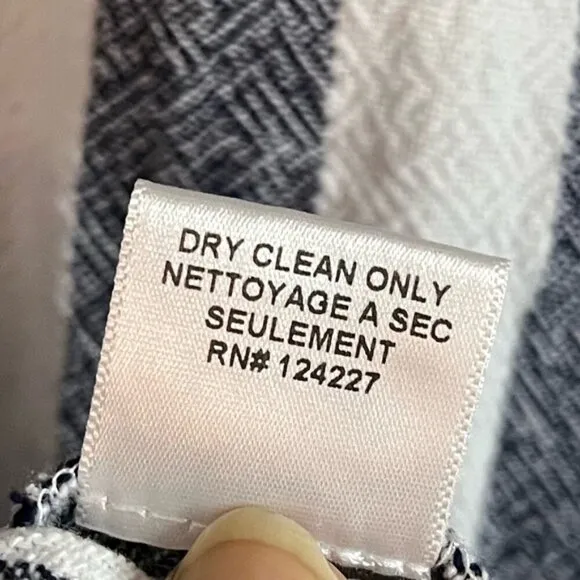 DRY CLEAN ONLY
NETTOYAGE A SEC
SEULEMENT
RN# 124227